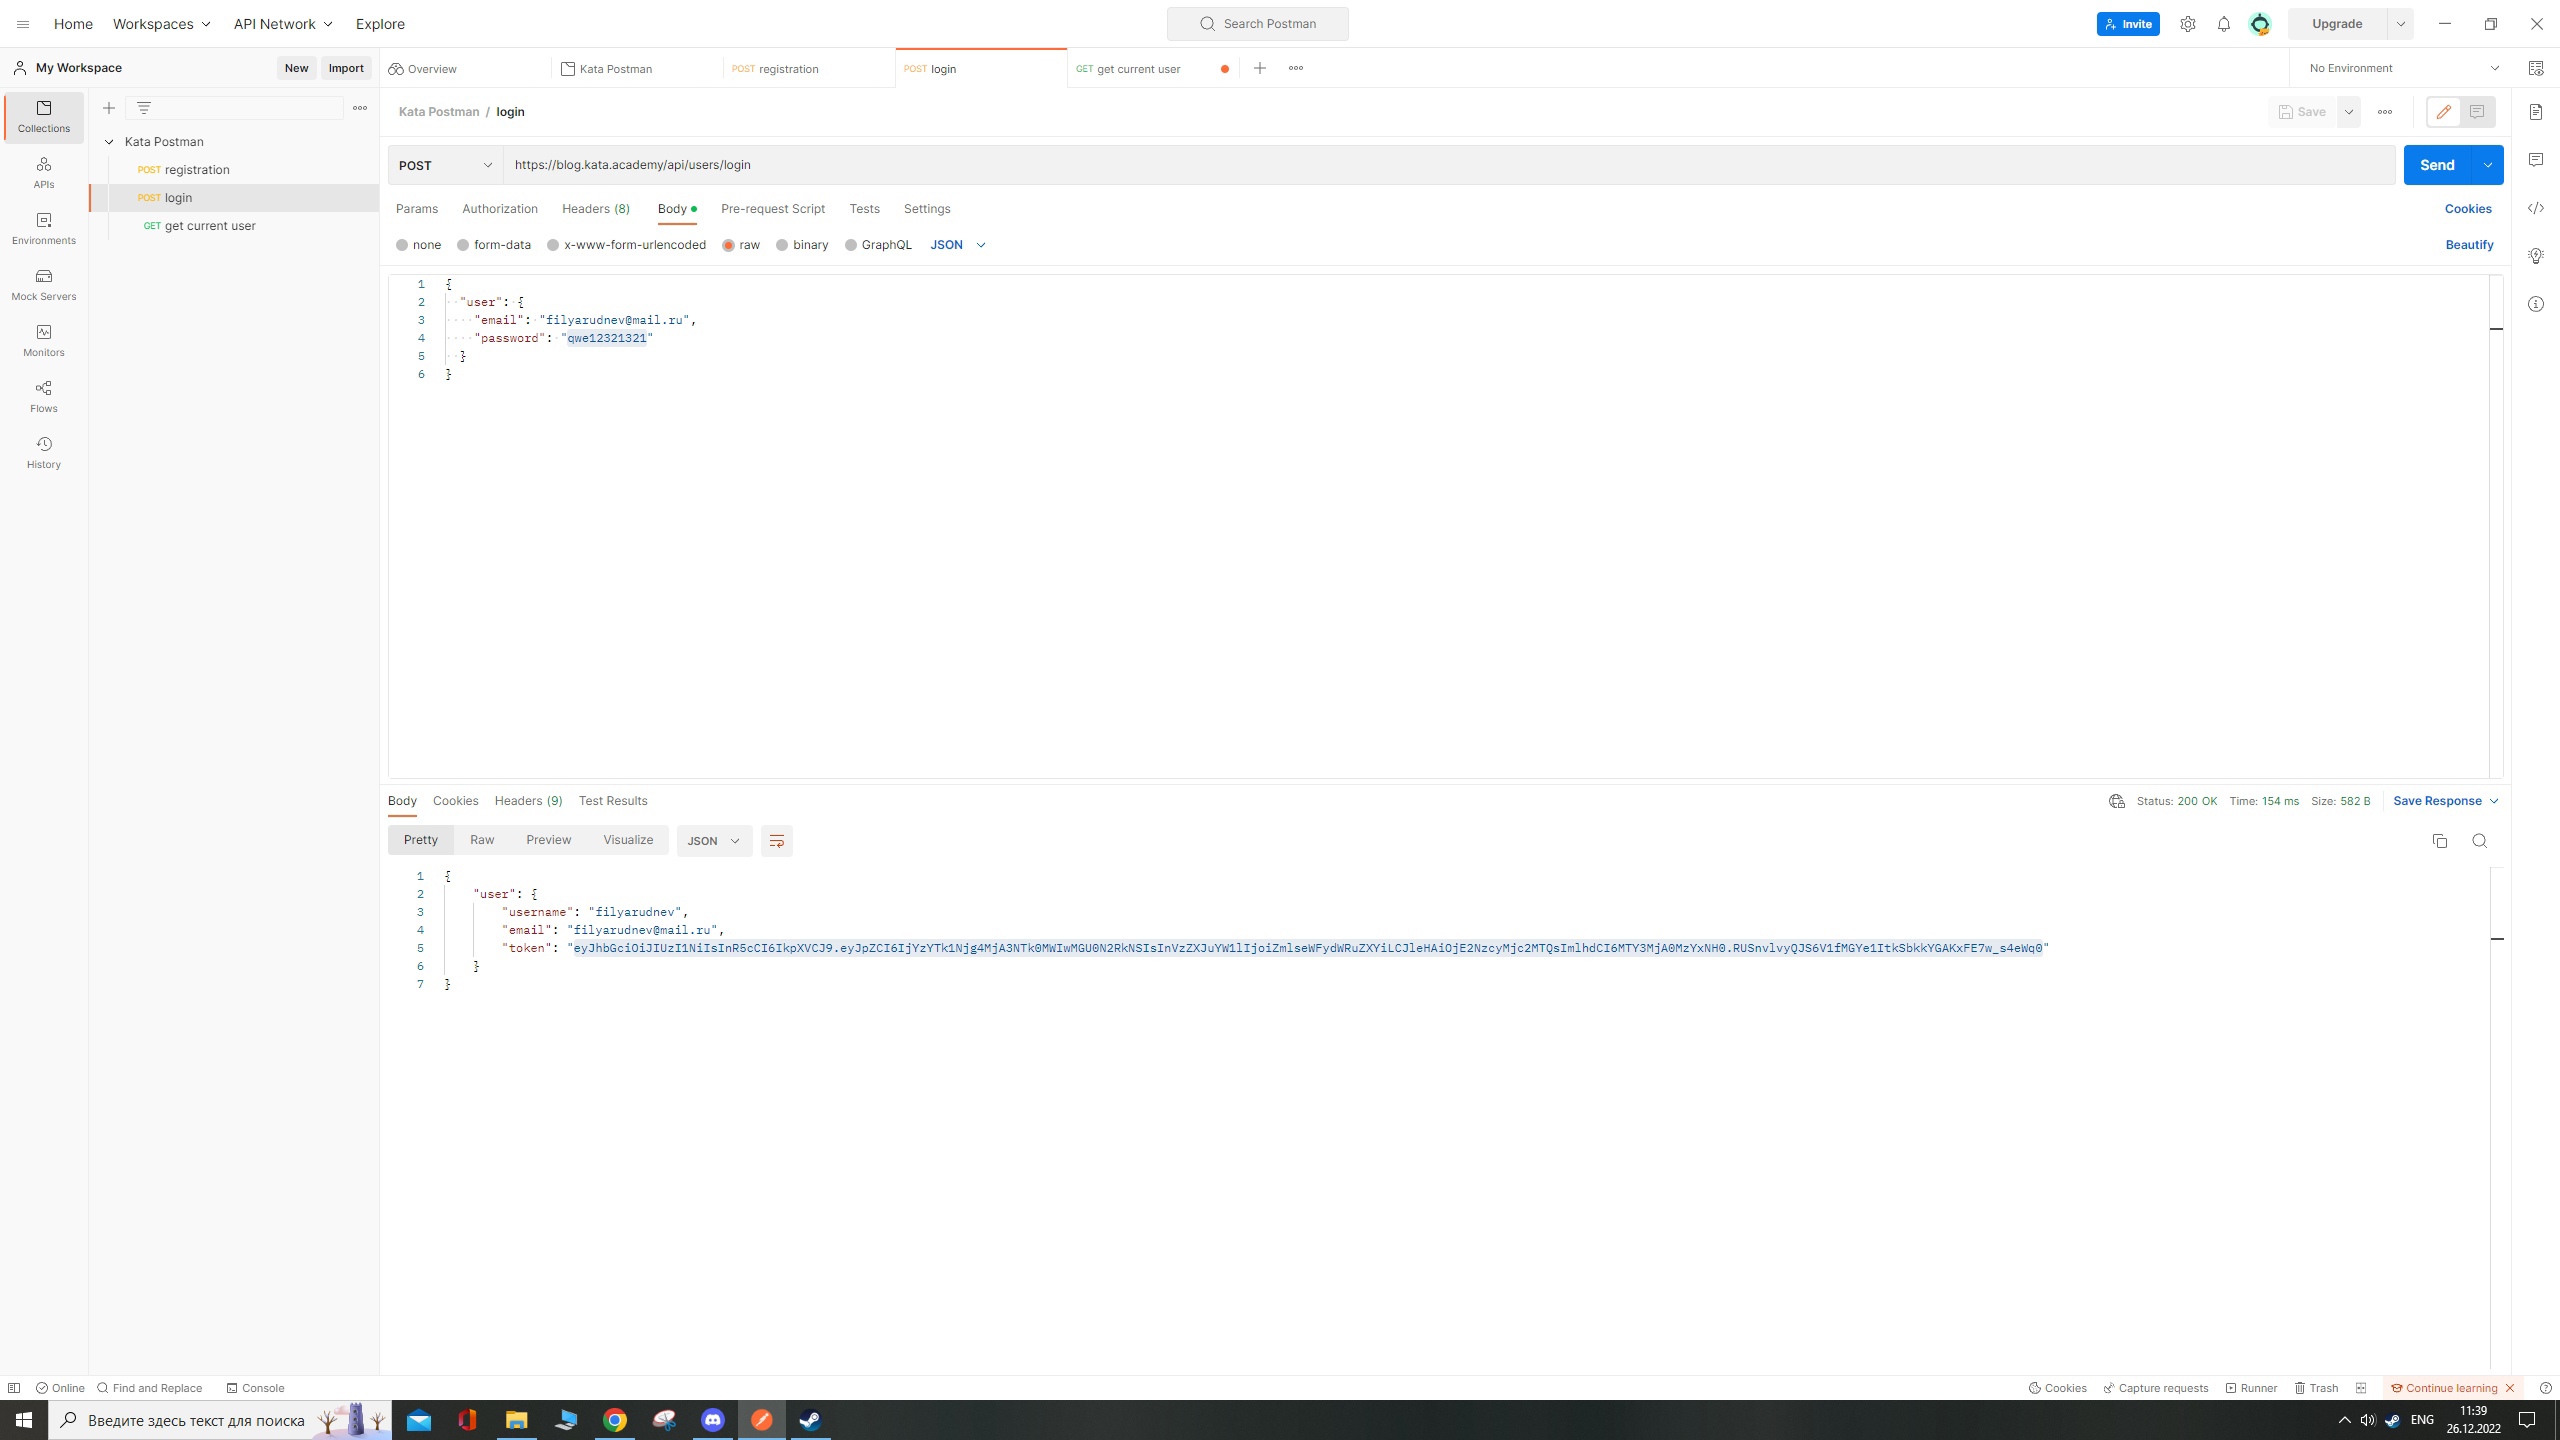 Home Workspaces API Network Explore Search Postman Invite Upgrade
My Workspace New Import Overview Kata Postman POST registration POST login GET get current user No Environment
Collections
APIs
Environments
Mock Servers
Monitors
Flows
History
Kata Postman
POST registration
POST login
GET get current user
Kata Postman / login Save
POST https://blog.kata.academy/api/users/login Send
Params Authorization Headers (8) Body Pre-request Script Tests Settings Cookies
none form-data x-www-form-urlencoded raw binary GraphQL JSON Beautify
1 {
2 "user": {
3 "email": "filyarudnev@mail.ru",
4 "password": "qwe12321321"
5 }
6 }
Body Cookies Headers (9) Test Results Status: 200 OK Time: 154 ms Size: 582 B Save Response
Pretty Raw Preview Visualize JSON
1 {
2 "user": {
3 "username": "filyarudnev",
4 "email": "filyarudnev@mail.ru",
5 "token": "eyJhbGciOiJIUzI1NiIsInR5cCI6IkpXVCJ9.eyJpZCI6IjYzYTk1Njg4MjA3NTk0MWIwMGU0N2RkNSIsInVzZXJuYW1lIjoiZmlseWFydWRuZXYiLCJleHAiOjE2NzcyMjc2MTQsImlhdCI6MTY3MjA0MzYxNH0.RUSnvlvyQJS6V1fMGYe1ItkSbkkYGAKxFE7w_s4eWq0"
6 }
7 }
Online Find and Replace Console Cookies Capture requests Runner Trash Continue learning
Введите здесь текст для поиска ENG 11:39
26.12.2022